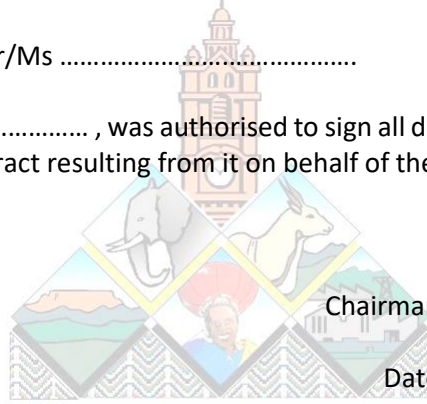 r/Ms ................................................
............... , was authorised to sign all d
ract resulting from it on behalf of the
Chairma
Dat